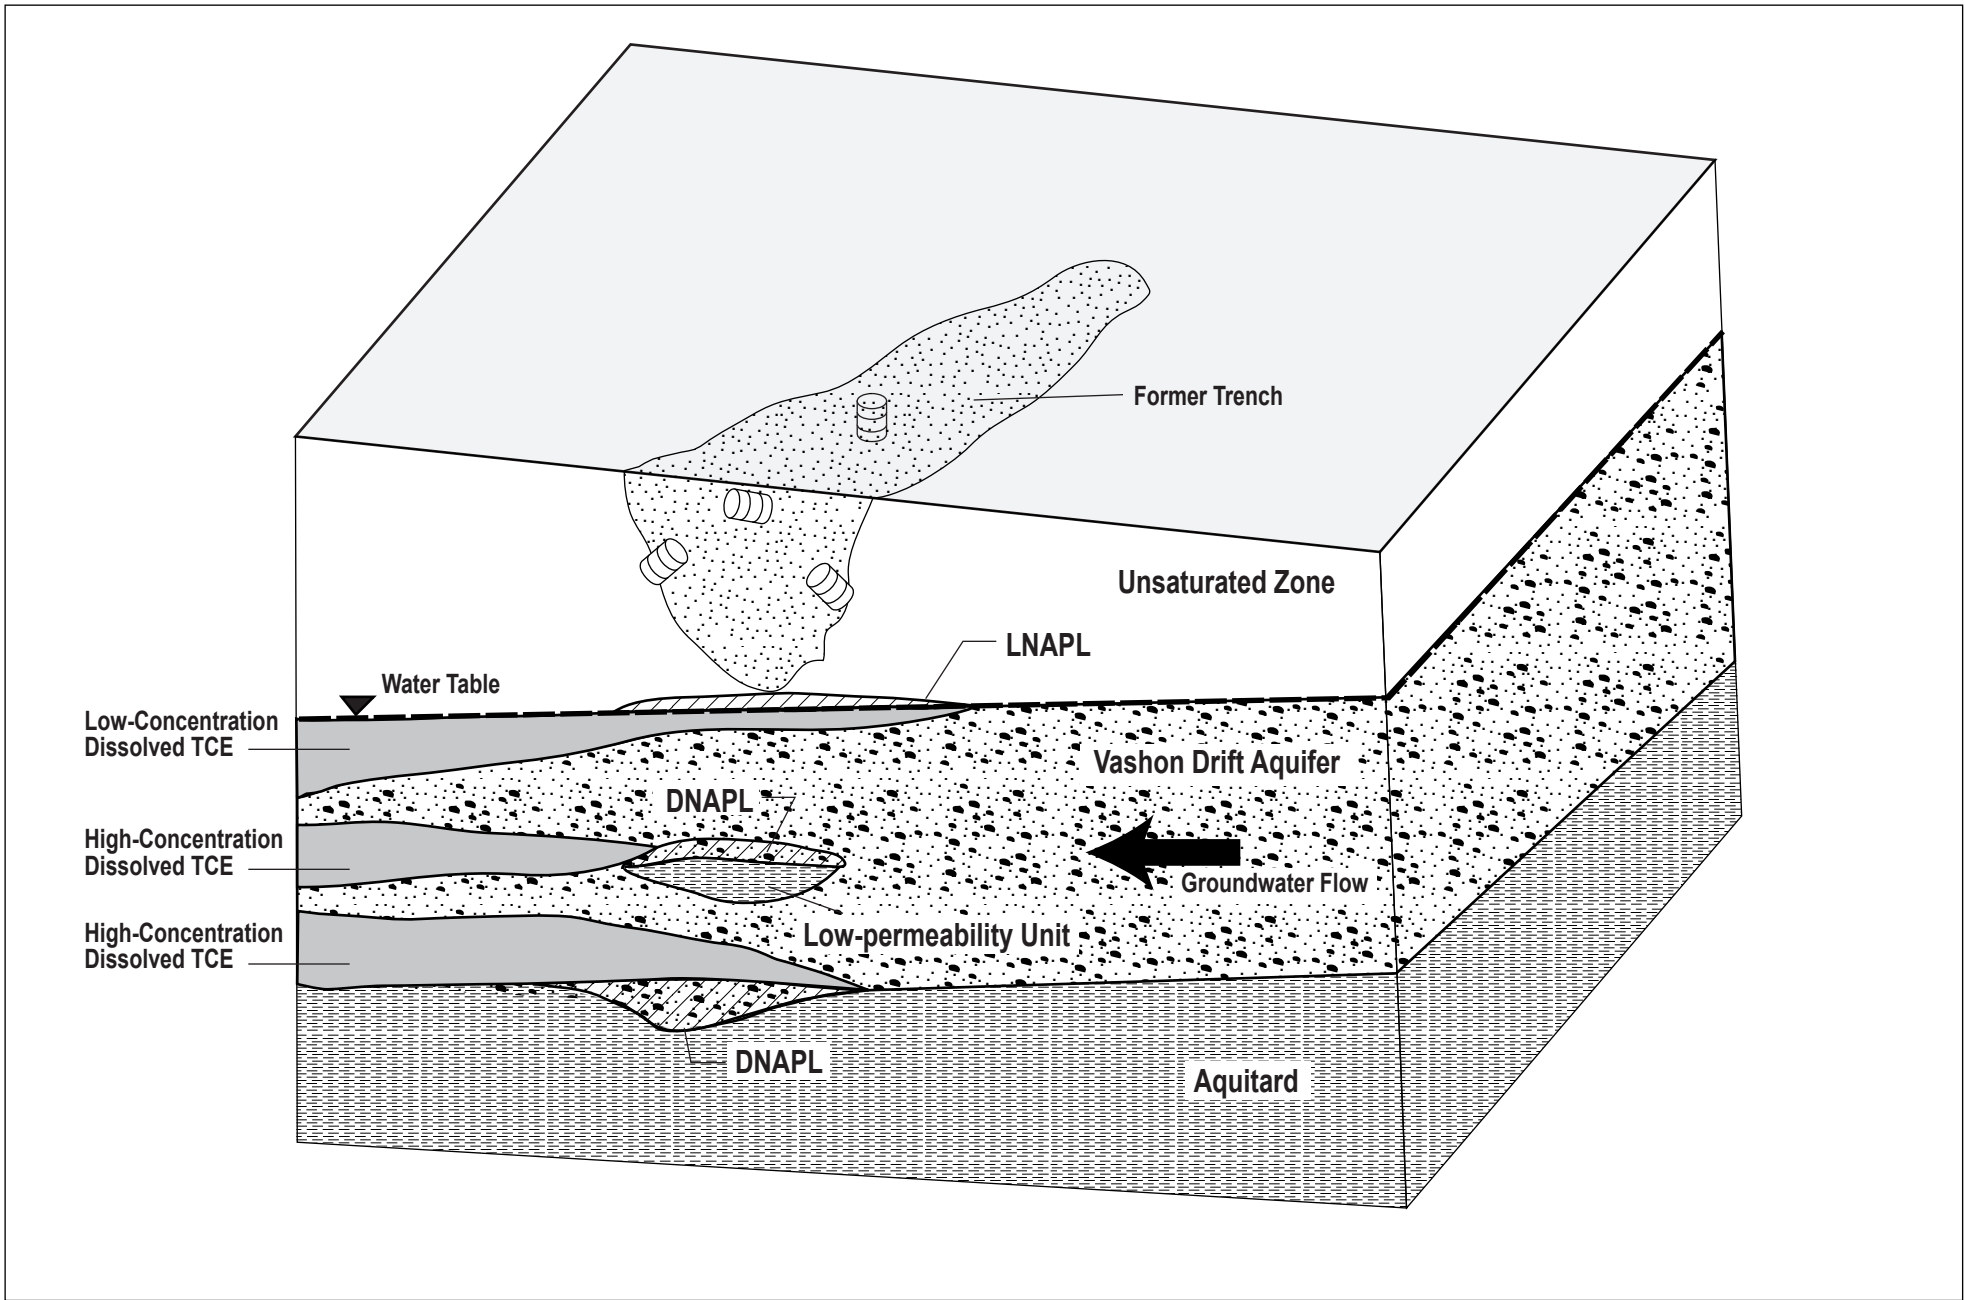 Former Trench
Unsaturated Zone
LNAPL
Water Table
Low-Concentration
Dissolved TCE
Vashon Drift Aquifer
DNAPL
High-Concentration
Dissolved TCE
Groundwater Flow
High-Concentration
Dissolved TCE
Low-permeability Unit
DNAPL
Aquitard